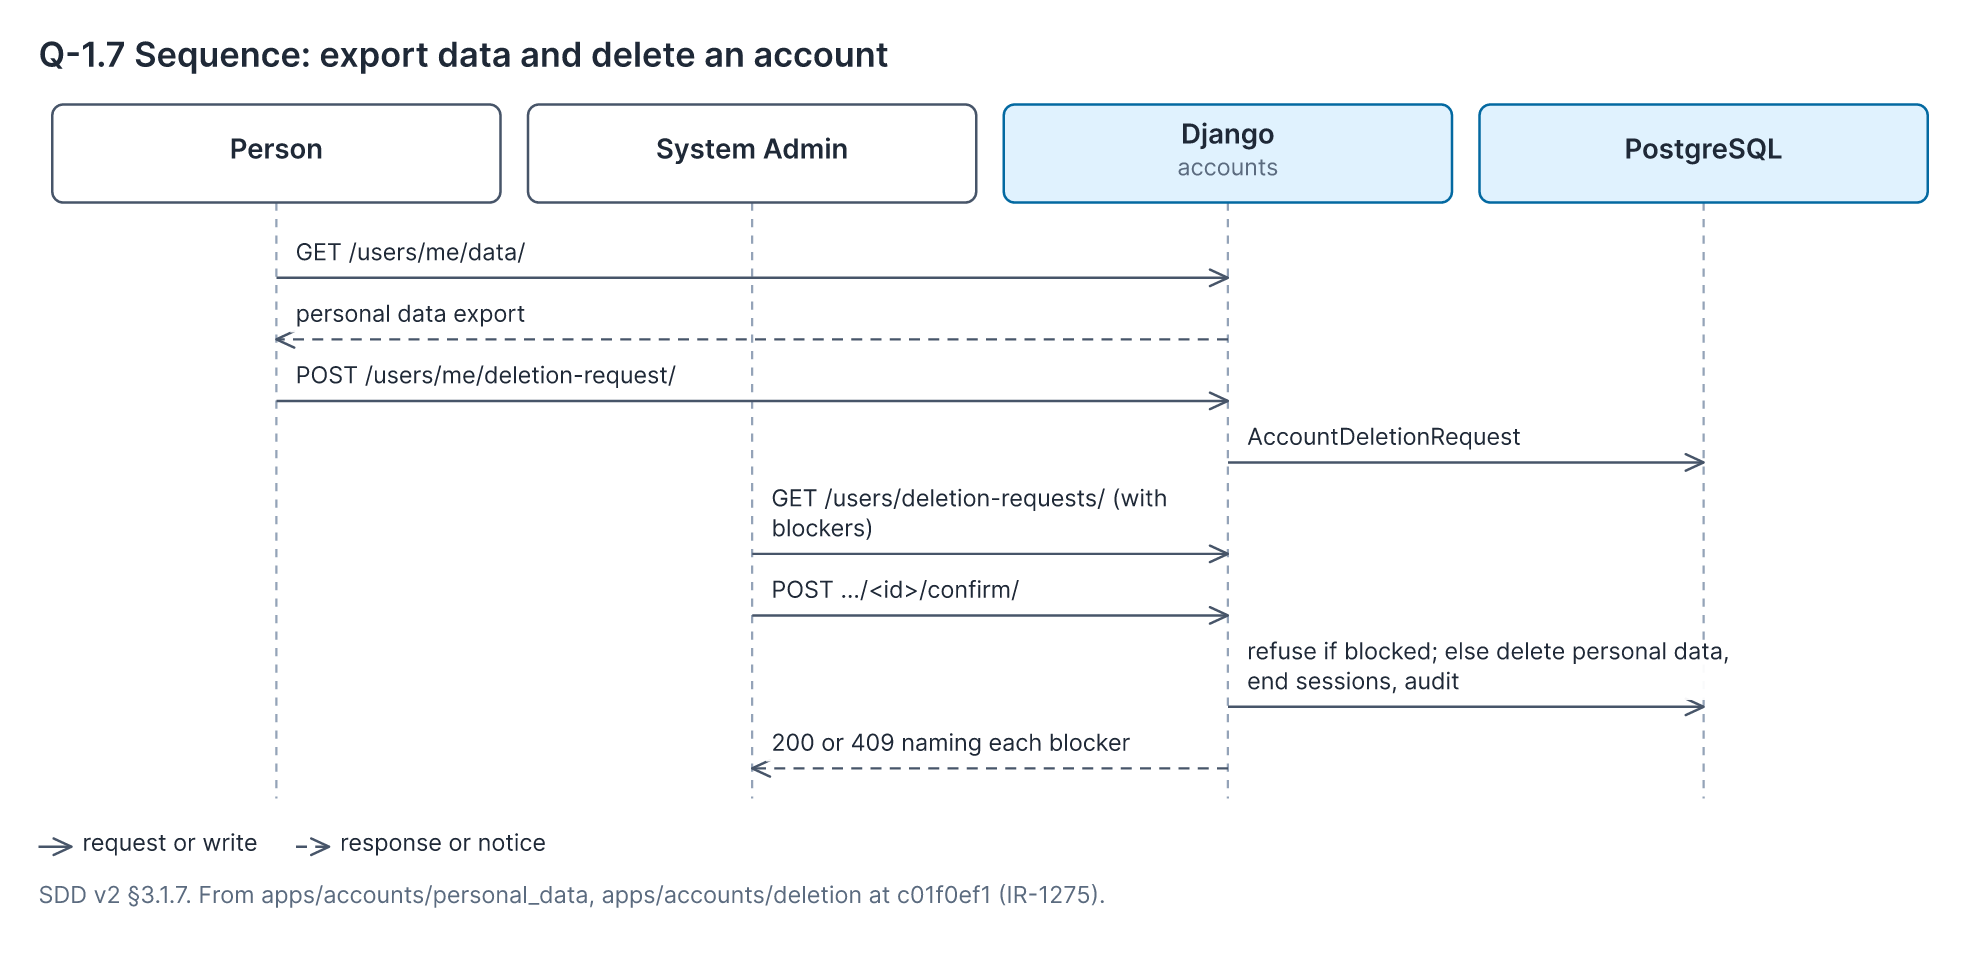 Q-1.7 Sequence: export data and delete an account
Person
System Admin
Django
accounts
PostgreSQL
GET /users/me/data/
personal data export
POST /users/me/deletion-request/
AccountDeletionRequest
GET /users/deletion-requests/ (with
blockers)
POST .../<id>/confirm/
refuse if blocked; else delete personal data,
end sessions, audit
200 or 409 naming each blocker
request or write
response or notice
SDD v2 §3.1.7. From apps/accounts/personal_data, apps/accounts/deletion at c01f0ef1 (IR-1275).